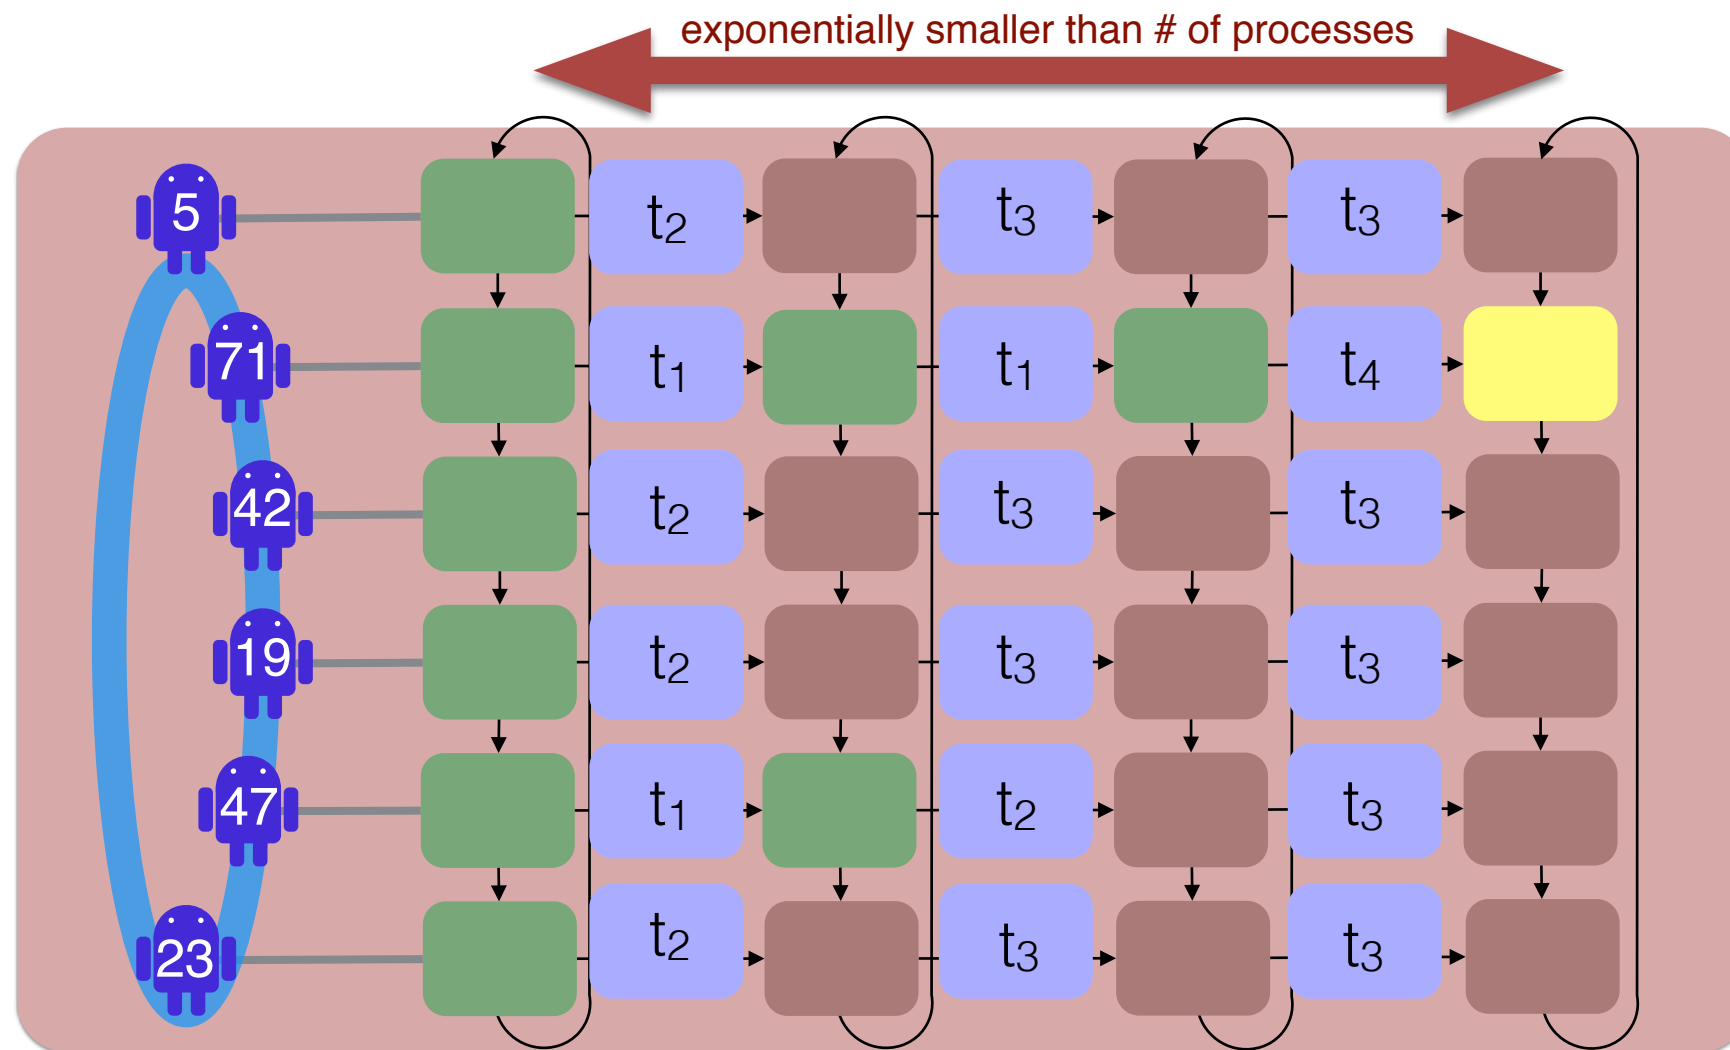 exponentially smaller than # of processes
5 t2 t3 t3
71 t1 t1 t4
42 t2 t3 t3
19 t2 t3 t3
47 t1 t2 t3
23 t2 t3 t3